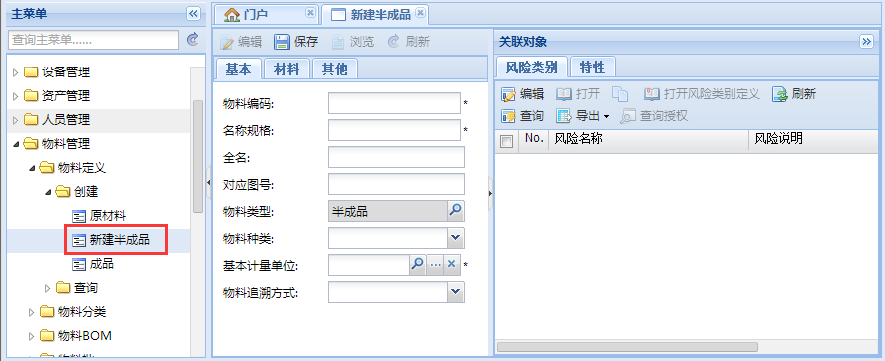 主菜单
查询主菜单......
设备管理
资产管理
人员管理
物料管理
物料定义
创建
原材料
新建半成品
成品
查询
物料分类
物料BOM
门户
新建半成品
编辑 保存 浏览 刷新
基本 材料 其他
物料编码: *
名称规格: *
全名:
对应图号:
物料类型: 半成品
物料种类:
基本计量单位: ... *
物料追溯方式:
关联对象
风险类别 特性
编辑 打开 打开风险类别定义 刷新
查询 导出 查询授权
No. 风险名称 风险说明